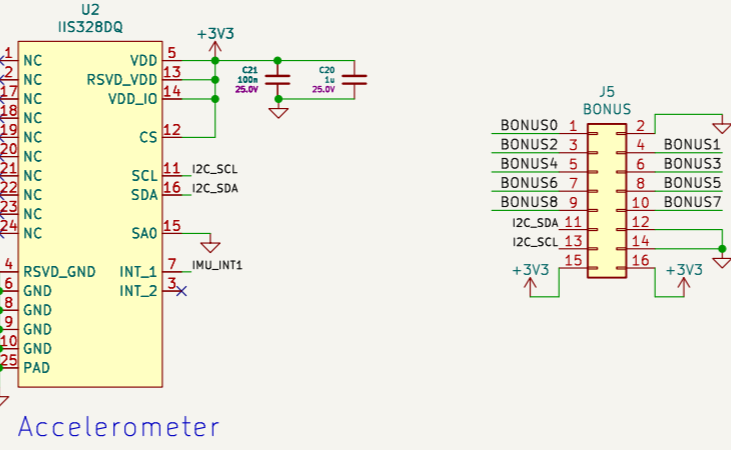 U2
IIS328DQ
1 NC VDD 5
2 NC RSVD_VDD 13
17 NC VDD_IO 14
18 NC
19 NC CS 12
20 NC
21 NC SCL 11 I2C_SCL
22 NC SDA 16 I2C_SDA
23 NC
24 NC SA0 15
4 RSVD_GND INT_1 7 IMU_INT1
6 GND INT_2 3
8 GND
9 GND
10 GND
25 PAD
+3V3
C21
100n
25.0V
C20
1u
25.0V
Accelerometer
J5
BONUS
BONUS0 1 2
BONUS2 3 4 BONUS1
BONUS4 5 6 BONUS3
BONUS6 7 8 BONUS5
BONUS8 9 10 BONUS7
I2C_SDA 11 12
I2C_SCL 13 14
+3V3 15 16 +3V3